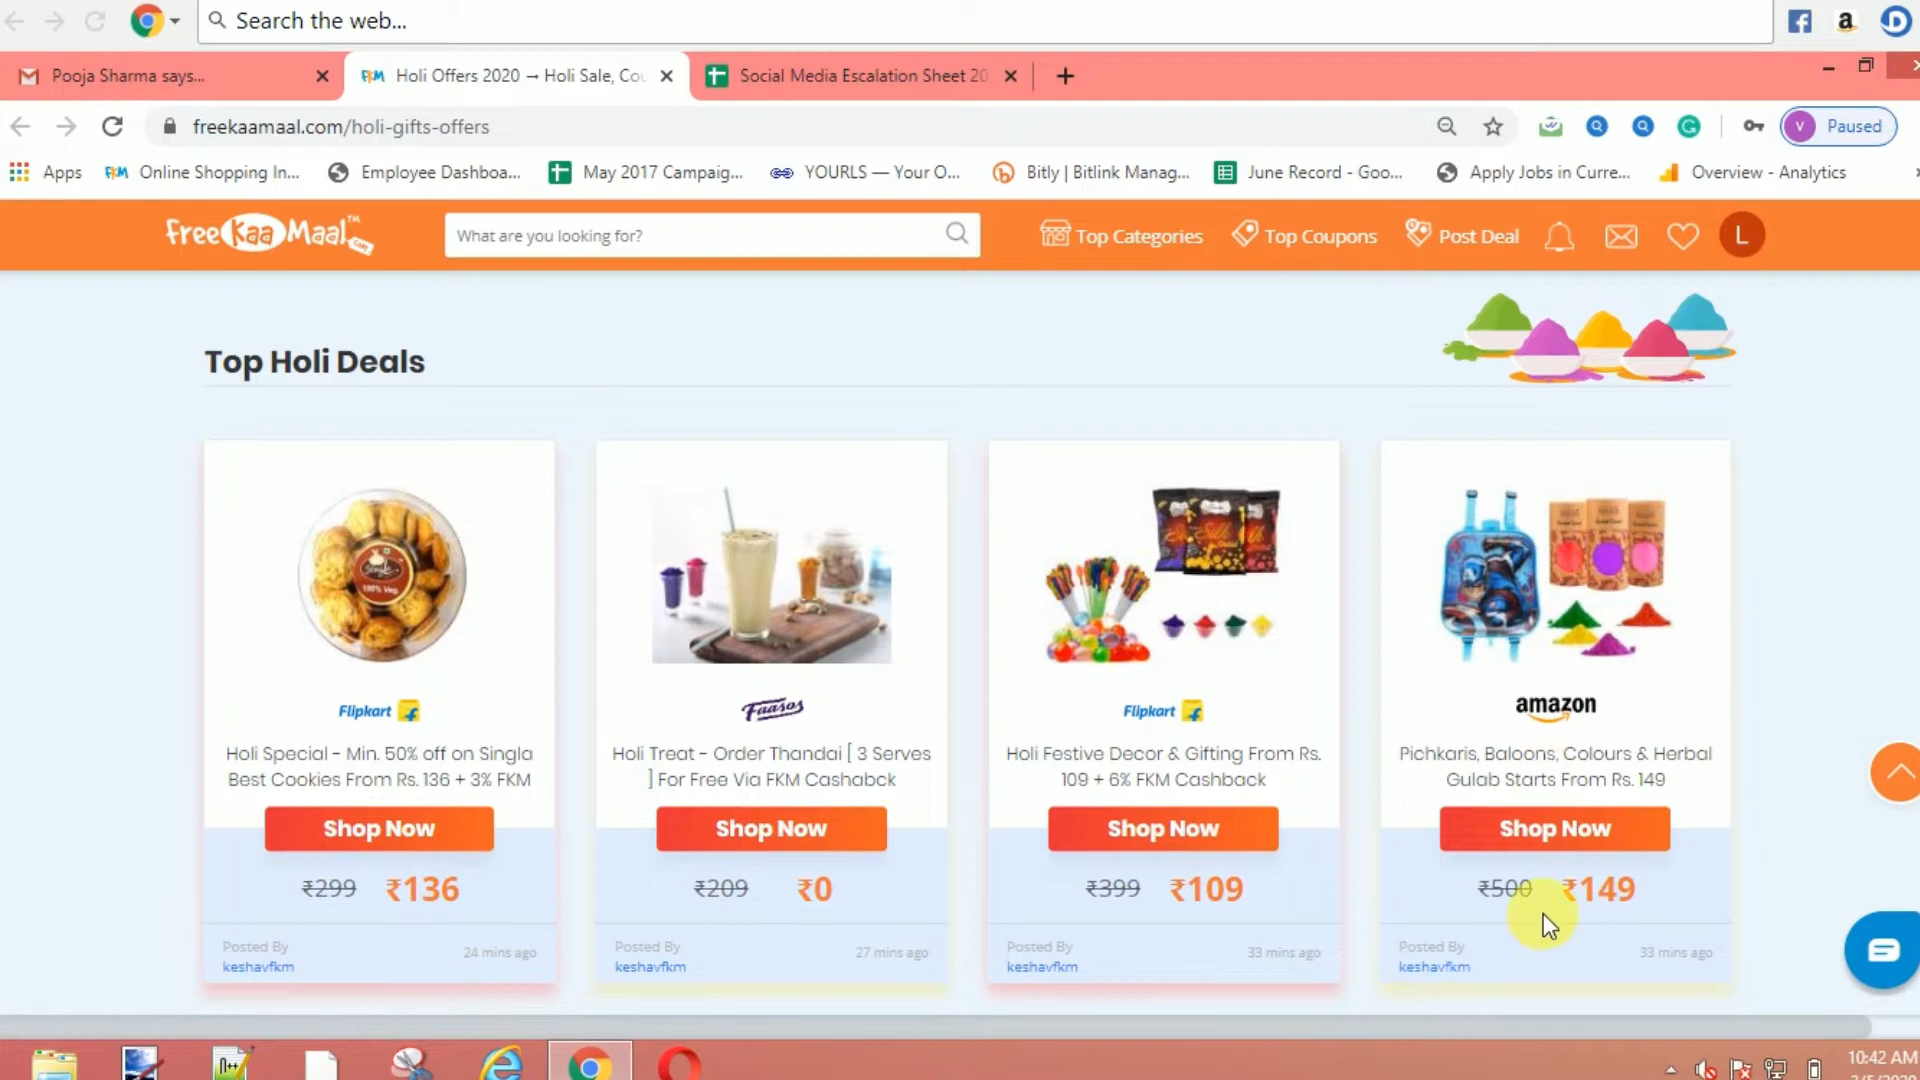 Search the web...
Pooja Sharma says...
FKM Holi Offers 2020 → Holi Sale, Cou
Social Media Escalation Sheet 20
freekaamaal.com/holi-gifts-offers
V Paused
Apps
FKM Online Shopping In...
Employee Dashboa...
May 2017 Campaig...
YOURLS — Your O...
Bitly | Bitlink Manag...
June Record - Goo...
Apply Jobs in Curre...
Overview - Analytics
Free Kaa Maal.com™
What are you looking for?
Top Categories
Top Coupons
Post Deal
L
Top Holi Deals
Flipkart
Holi Special - Min. 50% off on Singla
Best Cookies From Rs. 136 + 3% FKM
Shop Now
₹299 ₹136
Posted By
keshavfkm
24 mins ago
Faasos
Holi Treat - Order Thandai [ 3 Serves
] For Free Via FKM Cashabck
Shop Now
₹209 ₹0
Posted By
keshavfkm
27 mins ago
Flipkart
Holi Festive Decor & Gifting From Rs.
109 + 6% FKM Cashback
Shop Now
₹399 ₹109
Posted By
keshavfkm
33 mins ago
amazon
Pichkaris, Baloons, Colours & Herbal
Gulab Starts From Rs. 149
Shop Now
₹500 ₹149
Posted By
keshavfkm
33 mins ago
10:42 AM